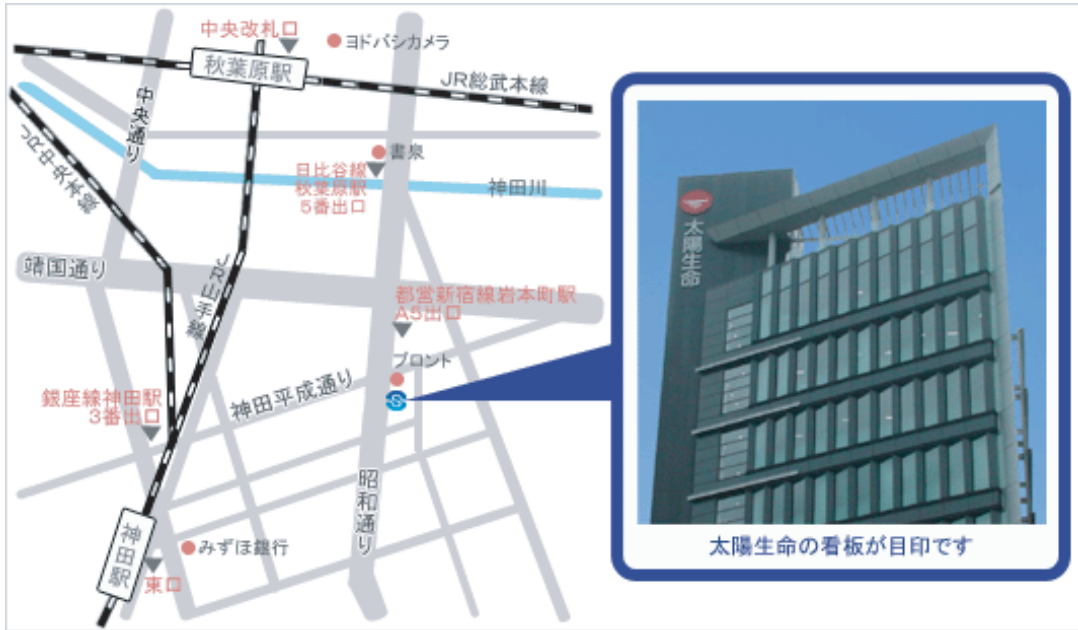 中央改札口
ヨドバシカメラ
秋葉原駅
JR総武本線
中央通り
JR中央本線
書泉
日比谷線
秋葉原駅
5番出口
神田川
靖国通り
JR山手線
都営新宿線岩本町駅
A5出口
プロント
神田平成通り
銀座線神田駅
3番出口
昭和通り
神田駅
みずほ銀行
東口
太陽生命
太陽生命の看板が目印です